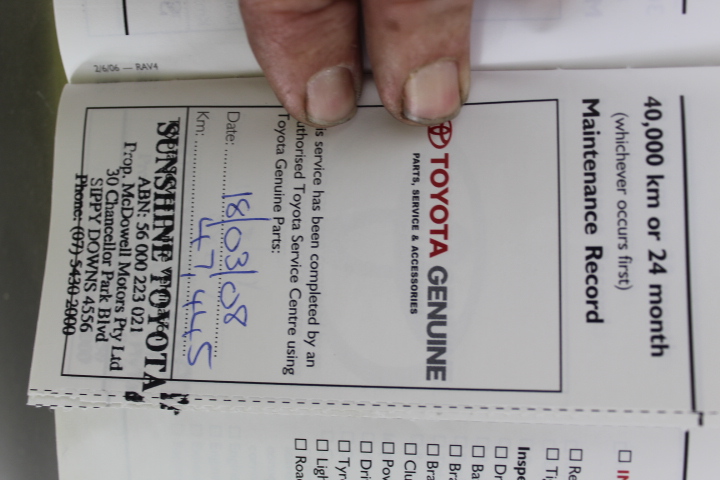 40,000 km or 24 month
(whichever occurs first)
Maintenance Record
TOYOTA GENUINE
PARTS, SERVICE & ACCESSORIES
is service has been completed by an
uthorised Toyota Service Centre using
Toyota Genuine Parts:
Date: 18/03/08
Km: 47,445
SUNSHINE TOYOTA
ABN: 56 000 223 021
Prop. McDowell Motors Pty Ltd
30 Chancellor Park Blvd
SIPPY DOWNS 4556
Phone: (07) 5430 2000
2/6/06 — RAV4
Inspe